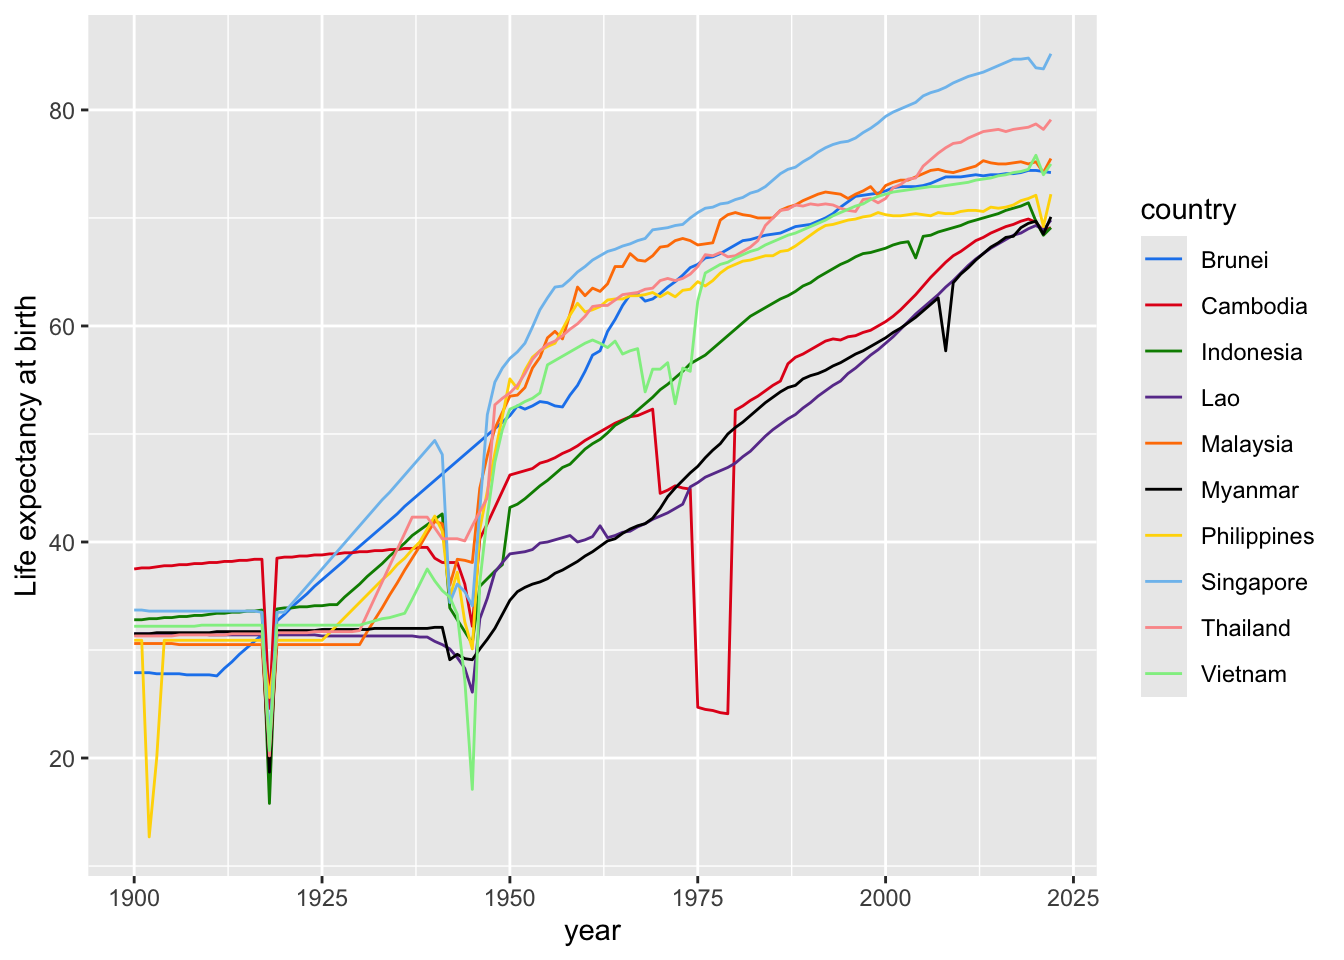 Life expectancy at birth
80
60
40
20
1900
1925
1950
1975
2000
2025
year
country
Brunei
Cambodia
Indonesia
Lao
Malaysia
Myanmar
Philippines
Singapore
Thailand
Vietnam